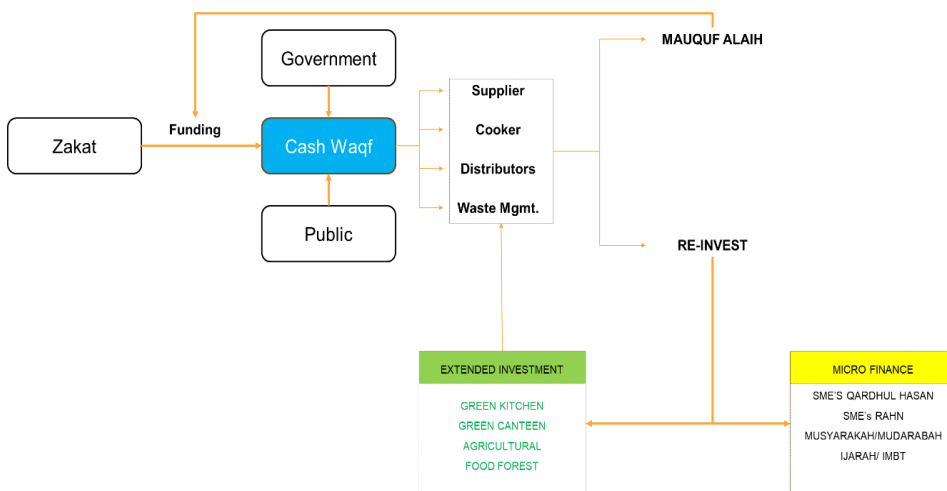 MAUQUF ALAIH
Government
Supplier
Funding
Cooker
Zakat
Cash Waqf
Distributors
Waste Mgmt.
Public
RE-INVEST
EXTENDED INVESTMENT
GREEN KITCHEN
GREEN CANTEEN
AGRICULTURAL
FOOD FOREST
MICRO FINANCE
SME'S QARDHUL HASAN
SME's RAHN
MUSYARAKAH/MUDARABAH
IJARAH/ IMBT